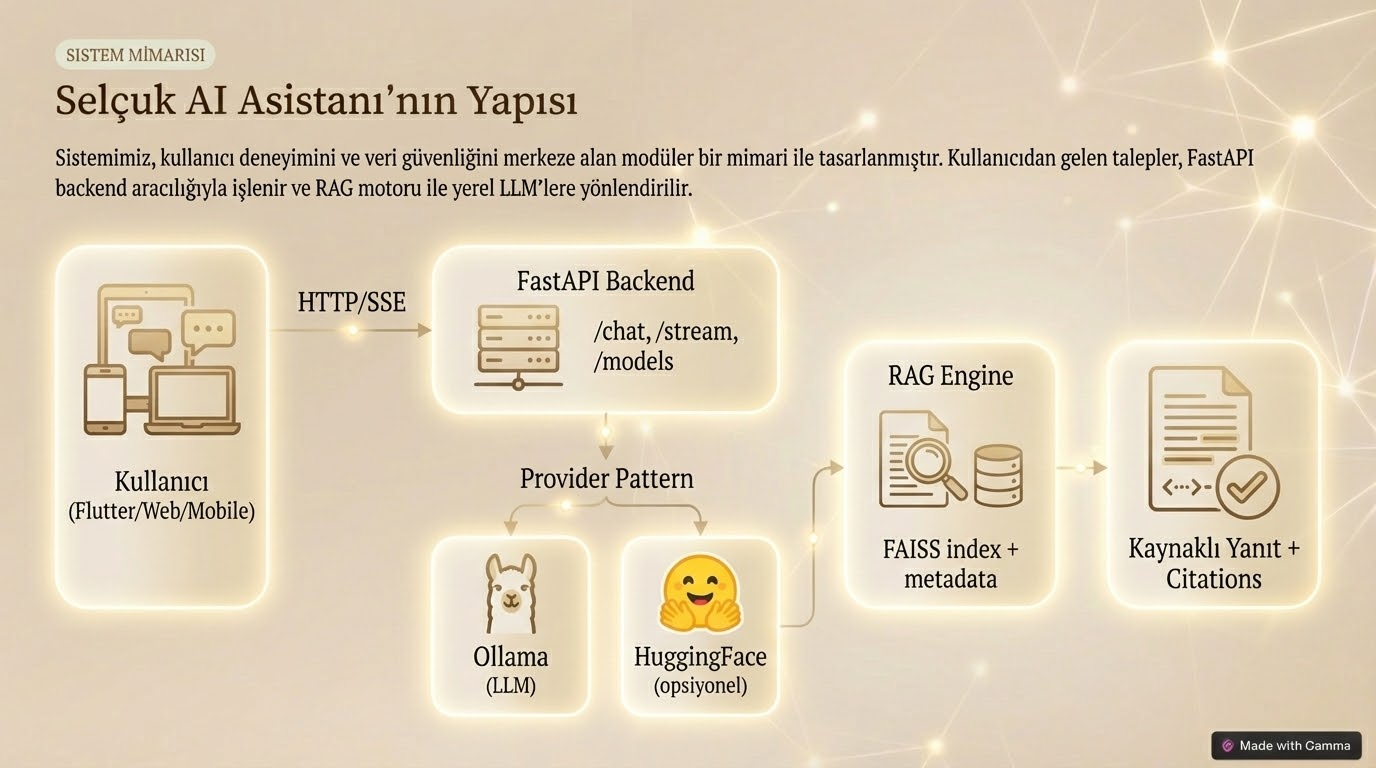 SISTEM MİMARISI
Selçuk AI Asistanı’nın Yapısı
Sistemimiz, kullanıcı deneyimini ve veri güvenliğini merkeze alan modüler bir mimari ile tasarlanmıştır. Kullanıcıdan gelen talepler, FastAPI
backend aracılığıyla işlenir ve RAG motoru ile yerel LLM’lere yönlendirilir.
Kullanıcı
(Flutter/Web/Mobile)
HTTP/SSE
FastAPI Backend
/chat, /stream,
/models
Provider Pattern
Ollama
(LLM)
HuggingFace
(opsiyonel)
RAG Engine
FAISS index +
metadata
Kaynaklı Yanıt +
Citations
Made with Gamma